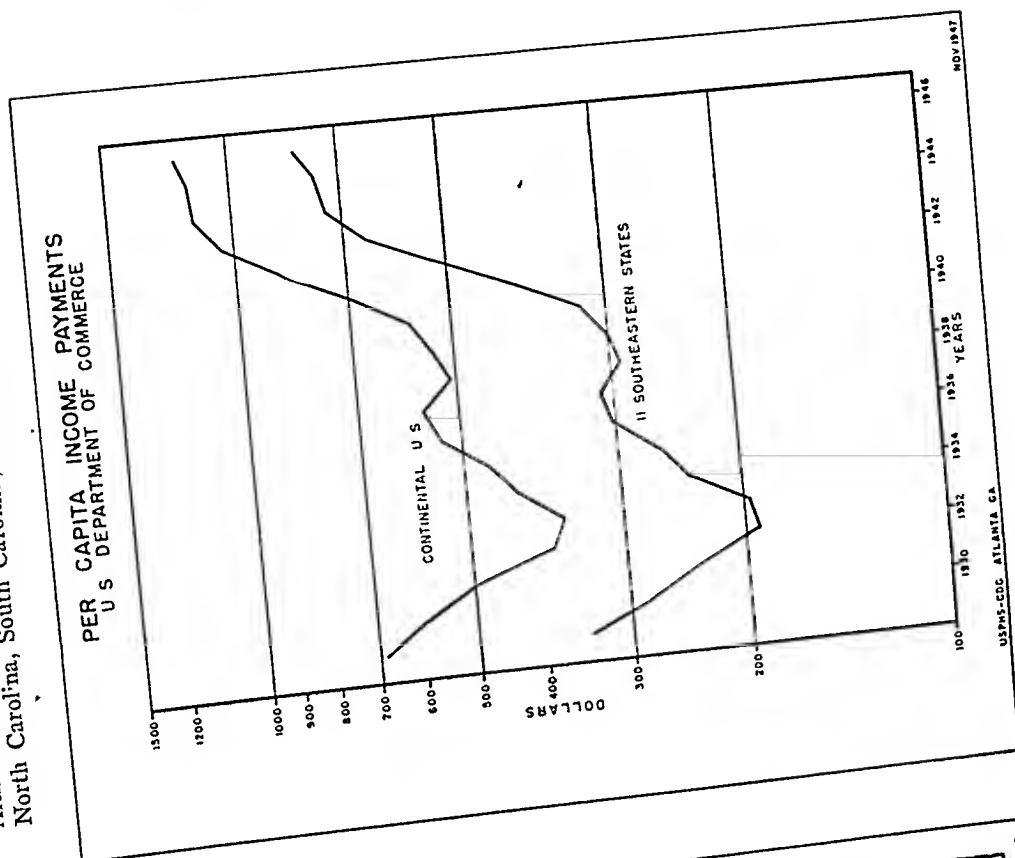 North Carolina, South Carolina,
PER CAPITA INCOME PAYMENTS
U S DEPARTMENT OF COMMERCE
1500
1200
1000
900
800
700
600
500
400
300
200
100
DOLLARS
CONTINENTAL U S
11 SOUTHEASTERN STATES
1930
1932
1934
1936
1938
1940
1942
1944
1946
YEARS
USPHS-CDC ATLANTA GA
NOV 1947